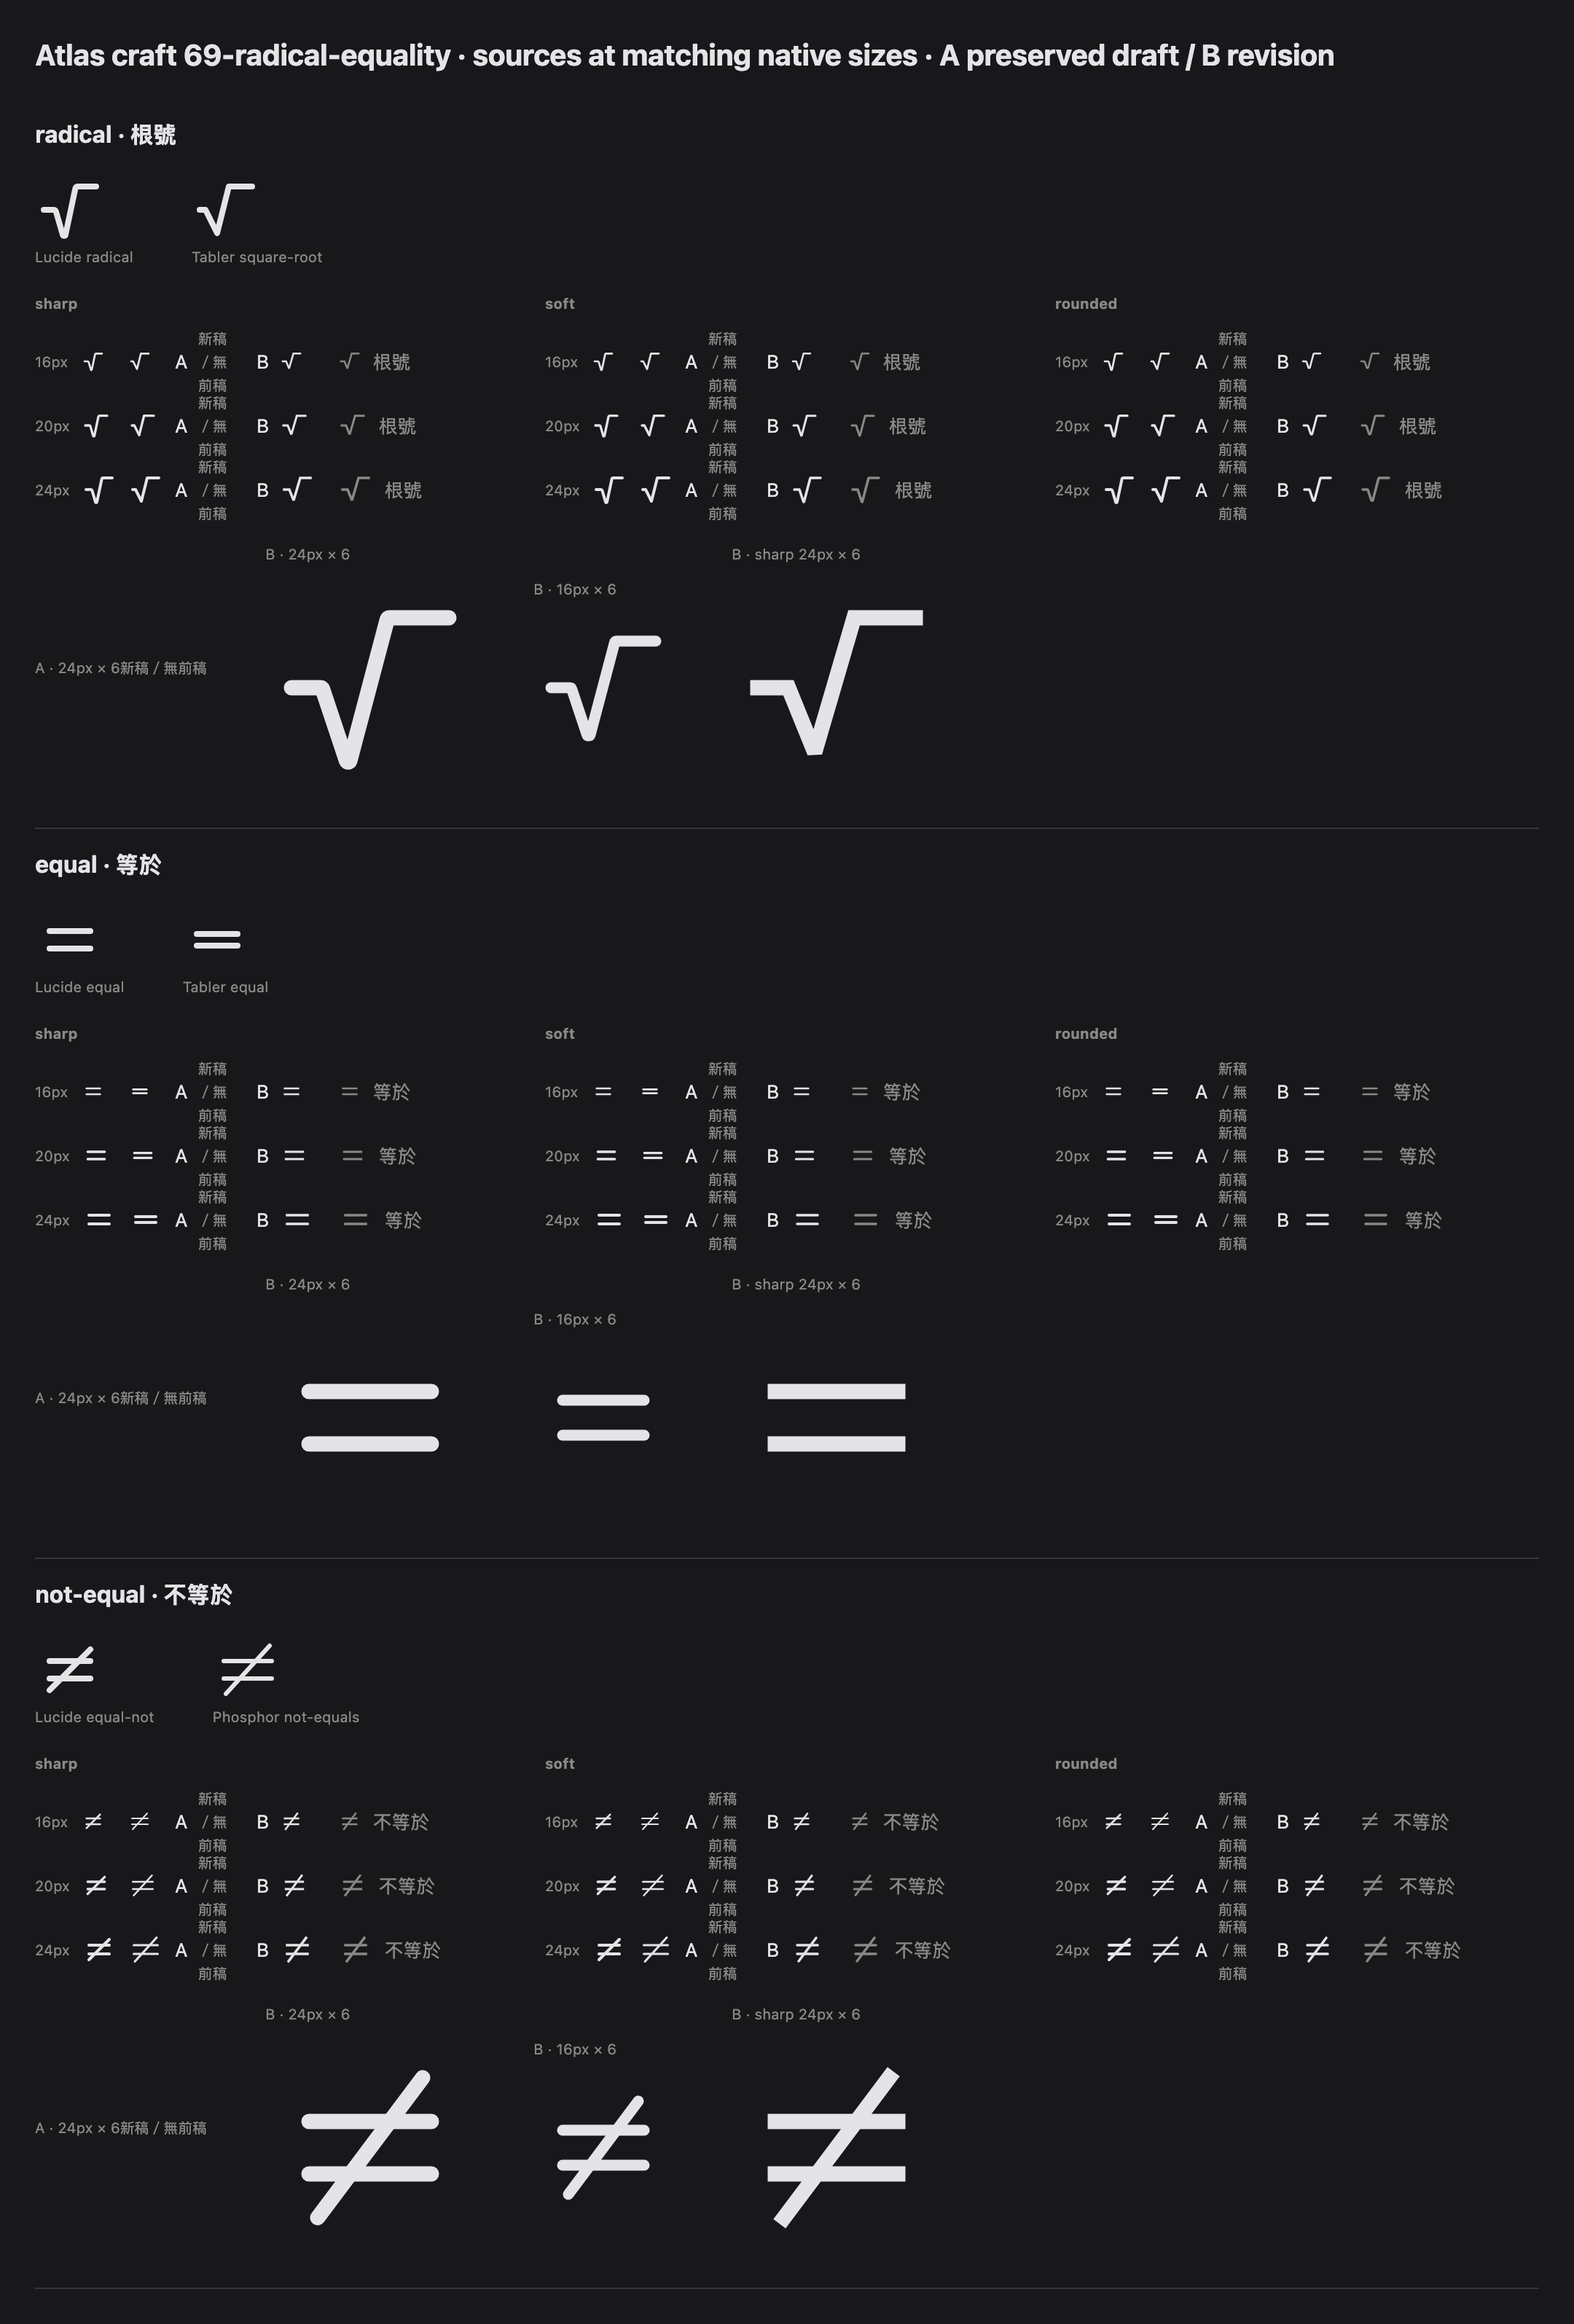 Atlas craft 69-radical-equality · sources at matching native sizes · A preserved draft / B revision
radical · 根號
Lucide radical
Tabler square-root
sharp
16px A 新稿 / 無前稿 B 根號
20px A 新稿 / 無前稿 B 根號
24px A 新稿 / 無前稿 B 根號
soft
16px A 新稿 / 無前稿 B 根號
20px A 新稿 / 無前稿 B 根號
24px A 新稿 / 無前稿 B 根號
rounded
16px A 新稿 / 無前稿 B 根號
20px A 新稿 / 無前稿 B 根號
24px A 新稿 / 無前稿 B 根號
A · 24px × 6新稿 / 無前稿
B · 24px × 6
B · 16px × 6
B · sharp 24px × 6
equal · 等於
Lucide equal
Tabler equal
sharp
16px A 新稿 / 無前稿 B 等於
20px A 新稿 / 無前稿 B 等於
24px A 新稿 / 無前稿 B 等於
soft
16px A 新稿 / 無前稿 B 等於
20px A 新稿 / 無前稿 B 等於
24px A 新稿 / 無前稿 B 等於
rounded
16px A 新稿 / 無前稿 B 等於
20px A 新稿 / 無前稿 B 等於
24px A 新稿 / 無前稿 B 等於
A · 24px × 6新稿 / 無前稿
B · 24px × 6
B · 16px × 6
B · sharp 24px × 6
not-equal · 不等於
Lucide equal-not
Phosphor not-equals
sharp
16px A 新稿 / 無前稿 B 不等於
20px A 新稿 / 無前稿 B 不等於
24px A 新稿 / 無前稿 B 不等於
soft
16px A 新稿 / 無前稿 B 不等於
20px A 新稿 / 無前稿 B 不等於
24px A 新稿 / 無前稿 B 不等於
rounded
16px A 新稿 / 無前稿 B 不等於
20px A 新稿 / 無前稿 B 不等於
24px A 新稿 / 無前稿 B 不等於
A · 24px × 6新稿 / 無前稿
B · 24px × 6
B · 16px × 6
B · sharp 24px × 6